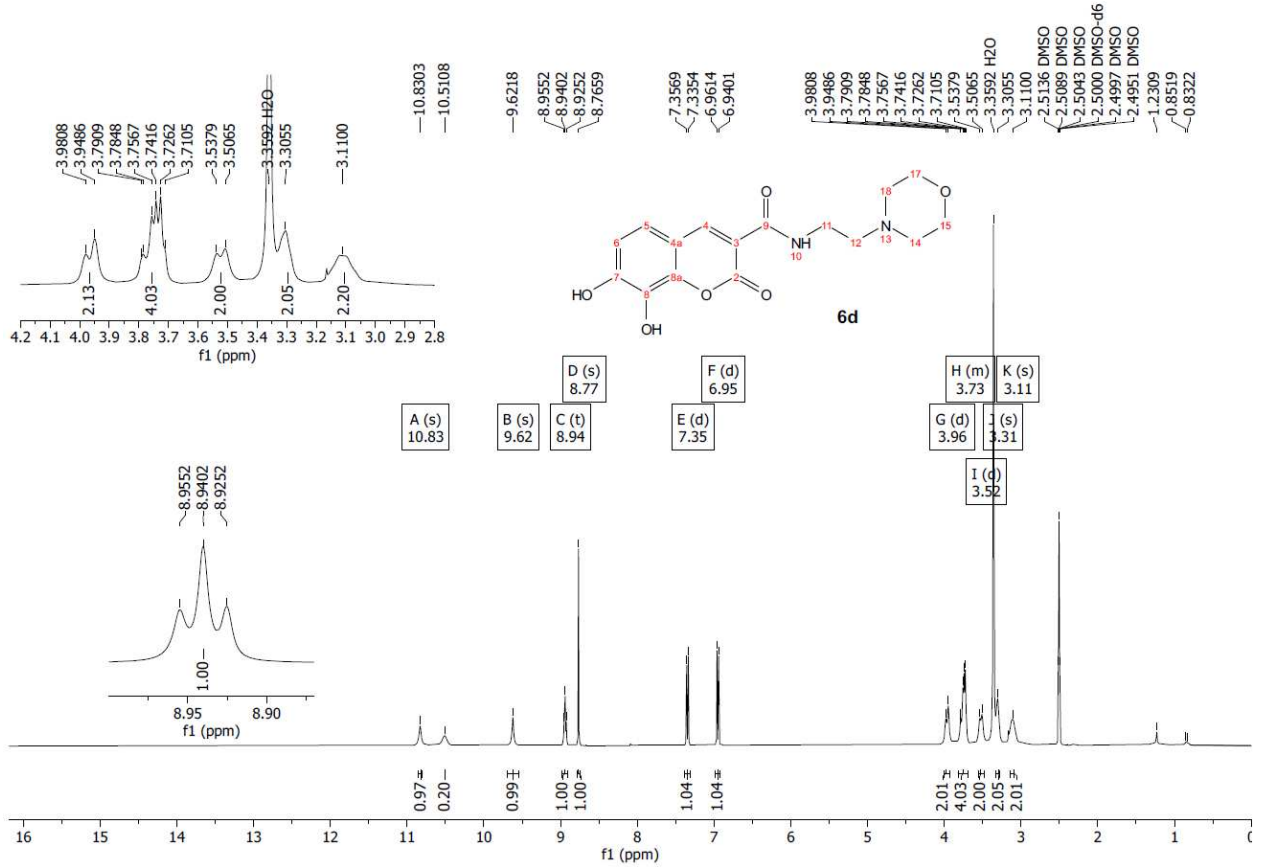 10.8303
10.5108
9.6218
8.9552
8.9402
8.9252
8.7659
7.3569
7.3354
6.9614
6.9401
3.9808
3.9486
3.7909
3.7848
3.7567
3.7416
3.7262
3.7105
3.5379
3.5065
3.3592 H2O
3.3055
3.1100
2.5136 DMSO
2.5089 DMSO
2.5043 DMSO
2.5000 DMSO-d6
2.4997 DMSO
2.4951 DMSO
1.2309
0.8519
0.8322
3.9808
3.9486
3.7909
3.7848
3.7567
3.7416
3.7262
3.7105
3.5379
3.5065
3.3592 H2O
3.3055
3.1100
2.13
4.03
2.00
2.05
2.20
4.2 4.1 4.0 3.9 3.8 3.7 3.6 3.5 3.4 3.3 3.2 3.1 3.0 2.9 2.8
f1 (ppm)
17
18
O
O
5
4
9
11
N
15
6
4a
3
NH
12
13
14
10
7
8a
2
HO
8
O
O
OH
6d
D (s)
8.77
F (d)
6.95
H (m)
3.73
K (s)
3.11
A (s)
10.83
B (s)
9.62
C (t)
8.94
E (d)
7.35
G (d)
3.96
J (s)
3.31
I (d)
3.52
8.9552
8.9402
8.9252
1.00
8.95 8.90
f1 (ppm)
0.97
0.20
0.99
1.00
1.00
1.04
1.04
2.01
4.03
2.00
2.05
2.01
16 15 14 13 12 11 10 9 8 7 6 5 4 3 2 1 0
f1 (ppm)